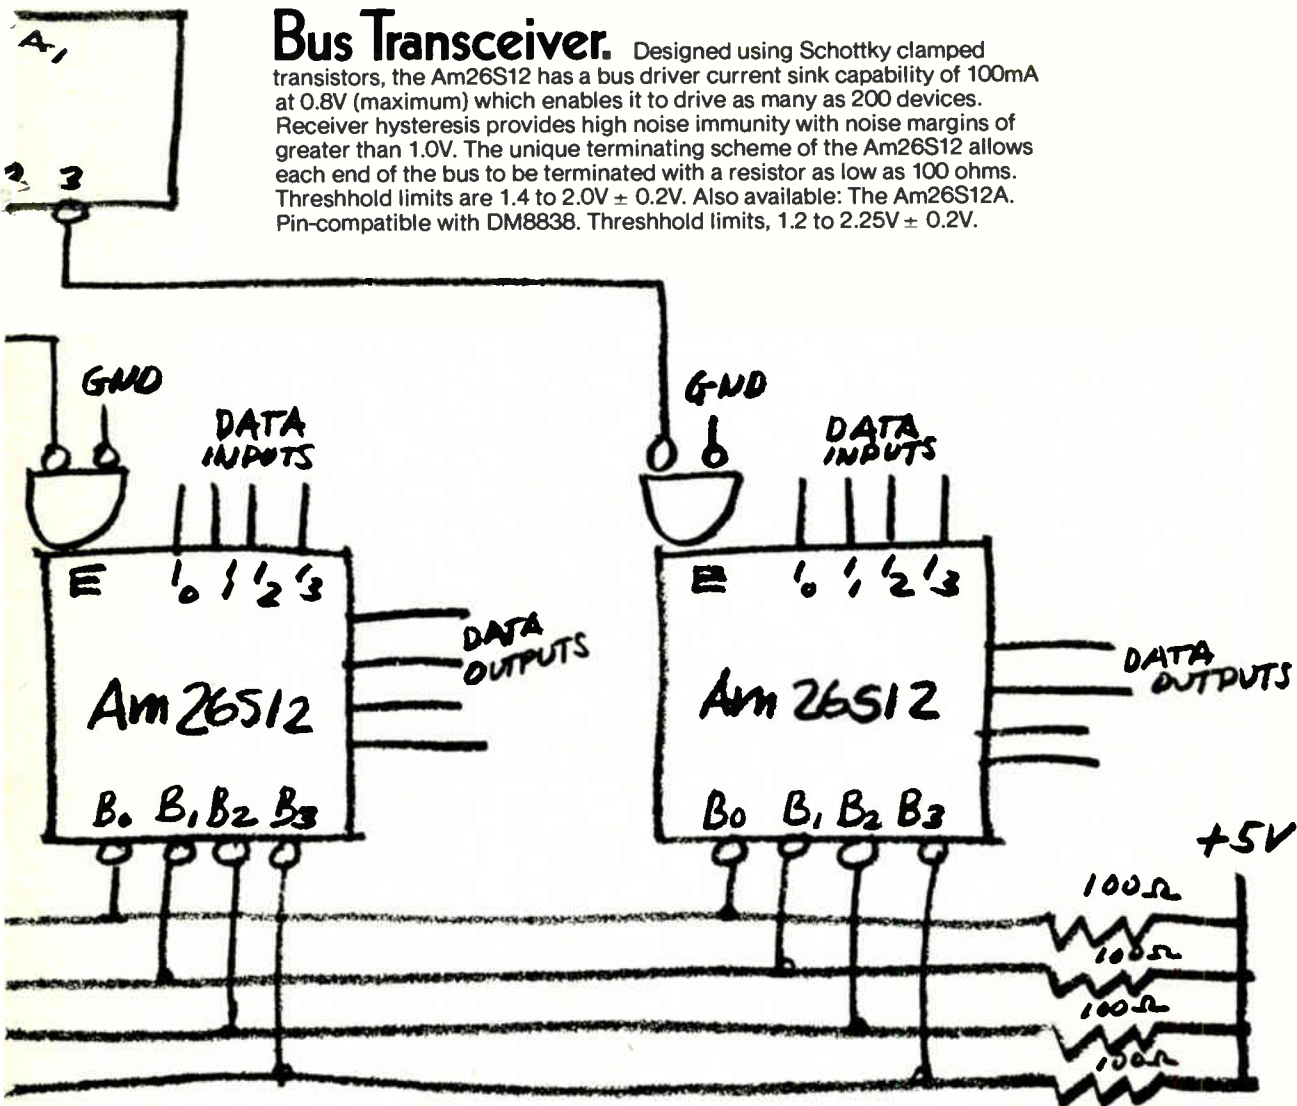 Bus Transceiver. Designed using Schottky clamped
transistors, the Am26S12 has a bus driver current sink capability of 100mA
at 0.8V (maximum) which enables it to drive as many as 200 devices.
Receiver hysteresis provides high noise immunity with noise margins of
greater than 1.0V. The unique terminating scheme of the Am26S12 allows
each end of the bus to be terminated with a resistor as low as 100 ohms.
Threshhold limits are 1.4 to 2.0V ± 0.2V. Also available: The Am26S12A.
Pin-compatible with DM8838. Threshhold limits, 1.2 to 2.25V ± 0.2V.
A1
2 3
GND
DATA
INPUTS
E I0 I1 I2 I3
DATA
OUTPUTS
Am26S12
B0 B1 B2 B3
GND
DATA
INPUTS
E I0 I1 I2 I3
DATA
OUTPUTS
Am26S12
B0 B1 B2 B3
+5V
100Ω
100Ω
100Ω
100Ω